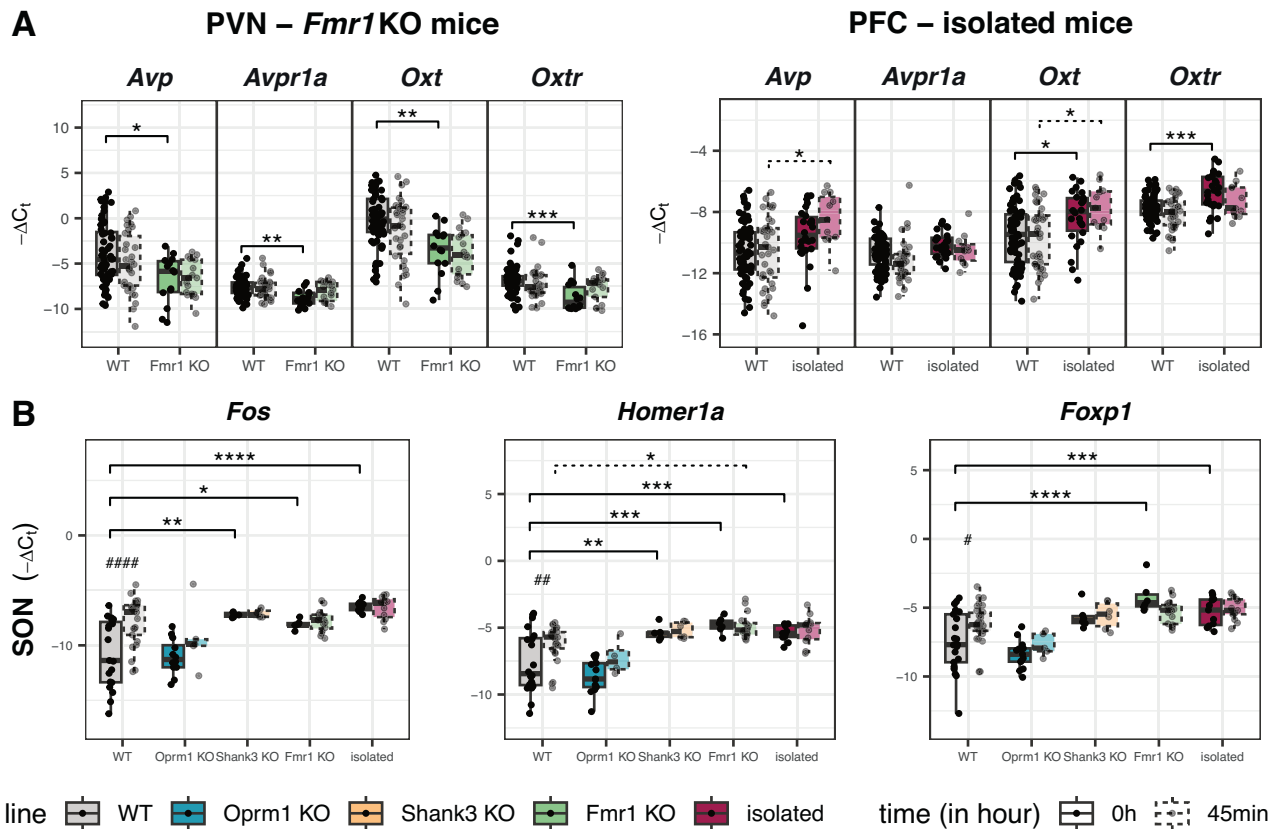 A
PVN – Fmr1KO mice
PFC – isolated mice
Avp Avpr1a Oxt Oxtr
Avp Avpr1a Oxt Oxtr
−ΔCt
10
5
0
−5
−10
* ** ** ***
WT Fmr1 KO WT Fmr1 KO WT Fmr1 KO WT Fmr1 KO
−ΔCt
−4
−8
−12
−16
* * * ***
WT isolated WT isolated WT isolated WT isolated
B
Fos
Homer1a
Foxp1
SON (−ΔCt)
0
−10
****
*
**
####
WT Oprm1 KO Shank3 KO Fmr1 KO isolated
5
0
−5
−10
*
***
***
**
##
WT Oprm1 KO Shank3 KO Fmr1 KO isolated
5
0
−5
−10
***
****
#
WT Oprm1 KO Shank3 KO Fmr1 KO isolated
line WT Oprm1 KO Shank3 KO Fmr1 KO isolated
time (in hour) 0h 45min